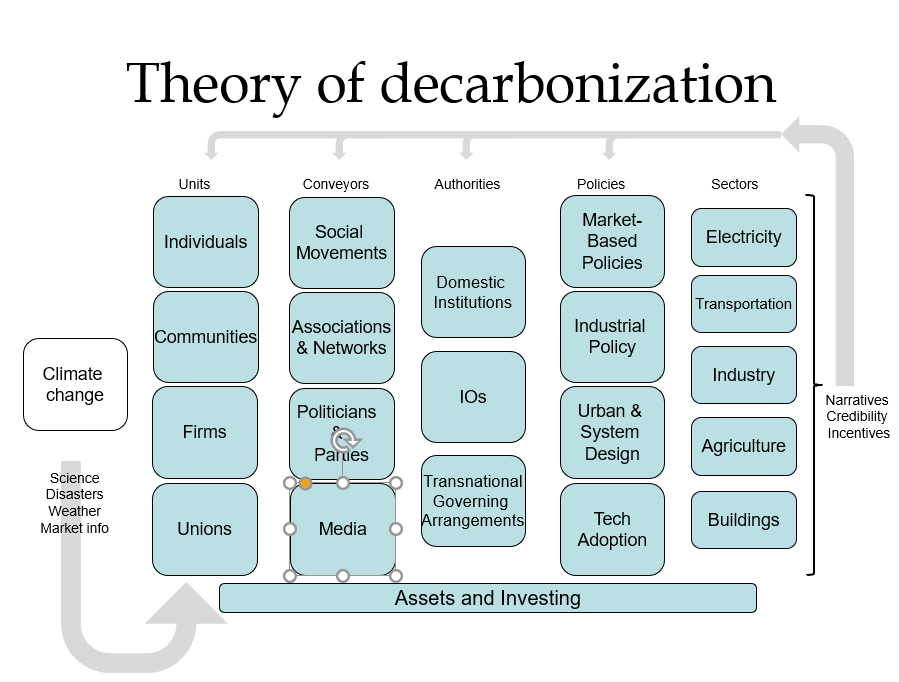 Theory of decarbonization
Units
Conveyors
Authorities
Policies
Sectors
Individuals
Communities
Firms
Unions
Social
Movements
Associations
& Networks
Politicians
&
Parties
Media
Domestic
Institutions
IOs
Transnational
Governing
Arrangements
Market-
Based
Policies
Industrial
Policy
Urban &
System
Design
Tech
Adoption
Electricity
Transportation
Industry
Agriculture
Buildings
Climate
change
Science
Disasters
Weather
Market info
Narratives
Credibility
Incentives
Assets and Investing